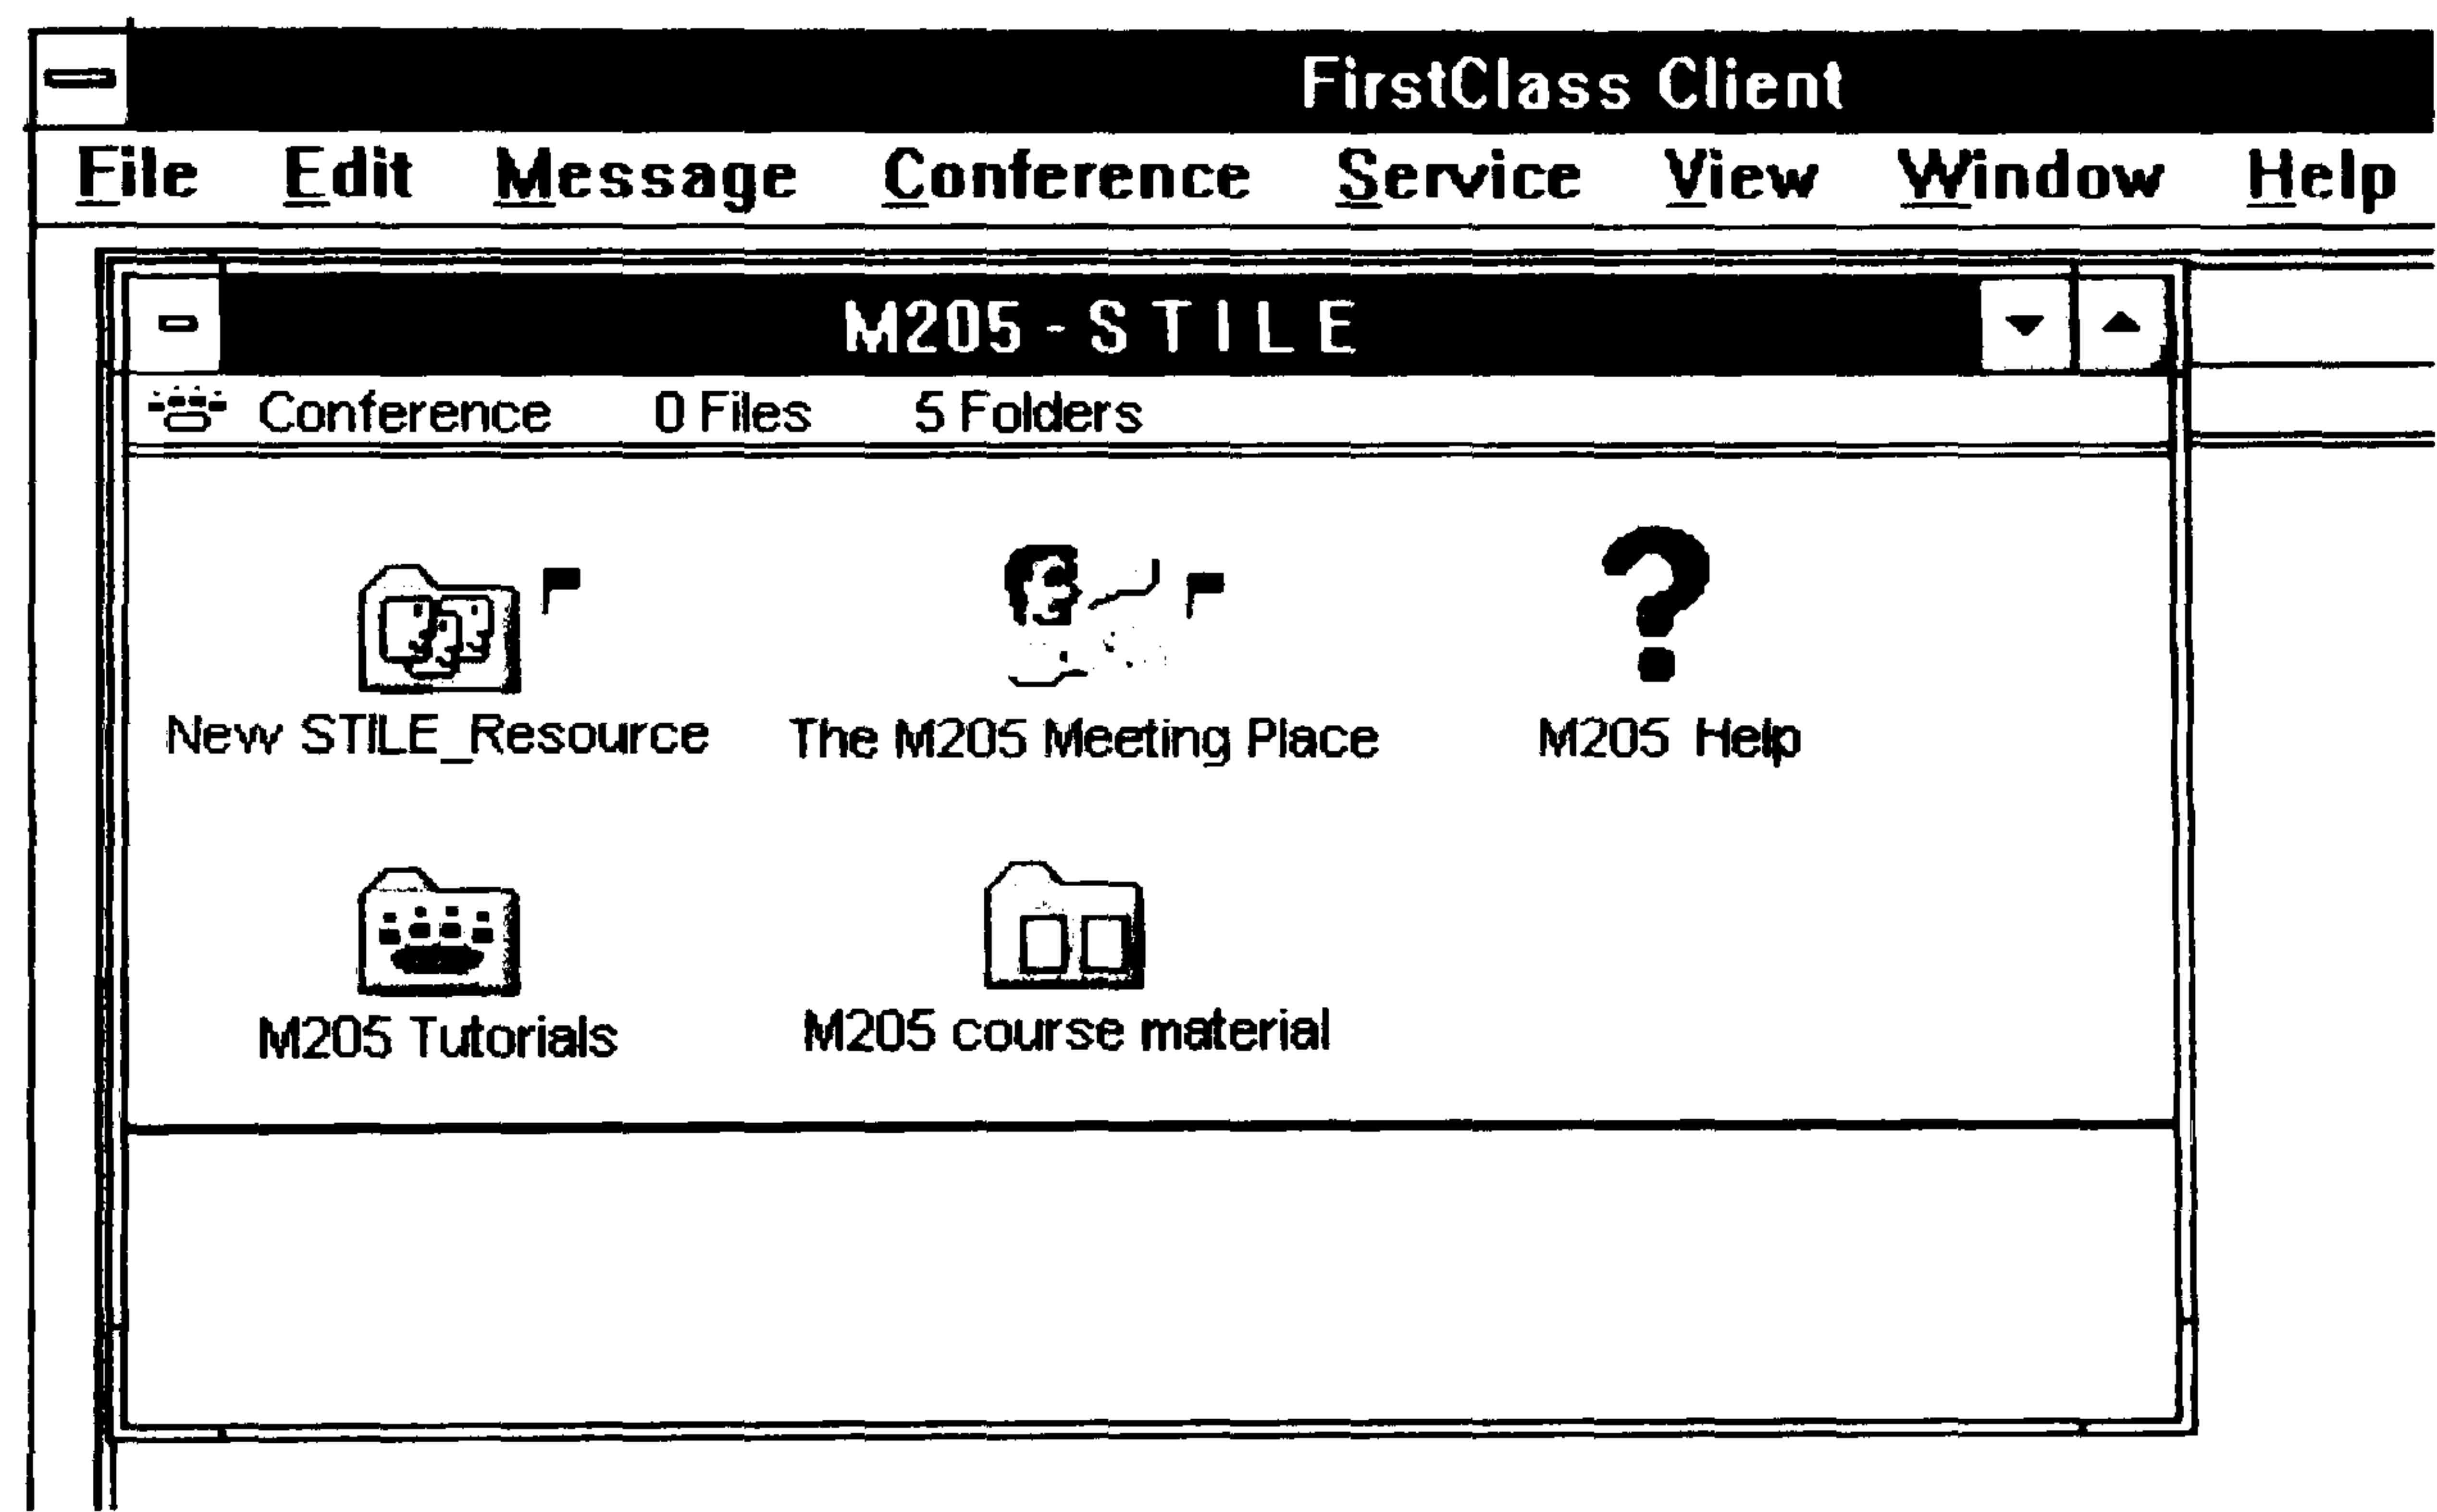 FirstClass Client
File Edit Message Conference Service View Window Help
M205 - S T I L E
Conference 0 Files 5 Folders
New STILE_Resource The M205 Meeting Place M205 Help
M205 Tutorials M205 course material